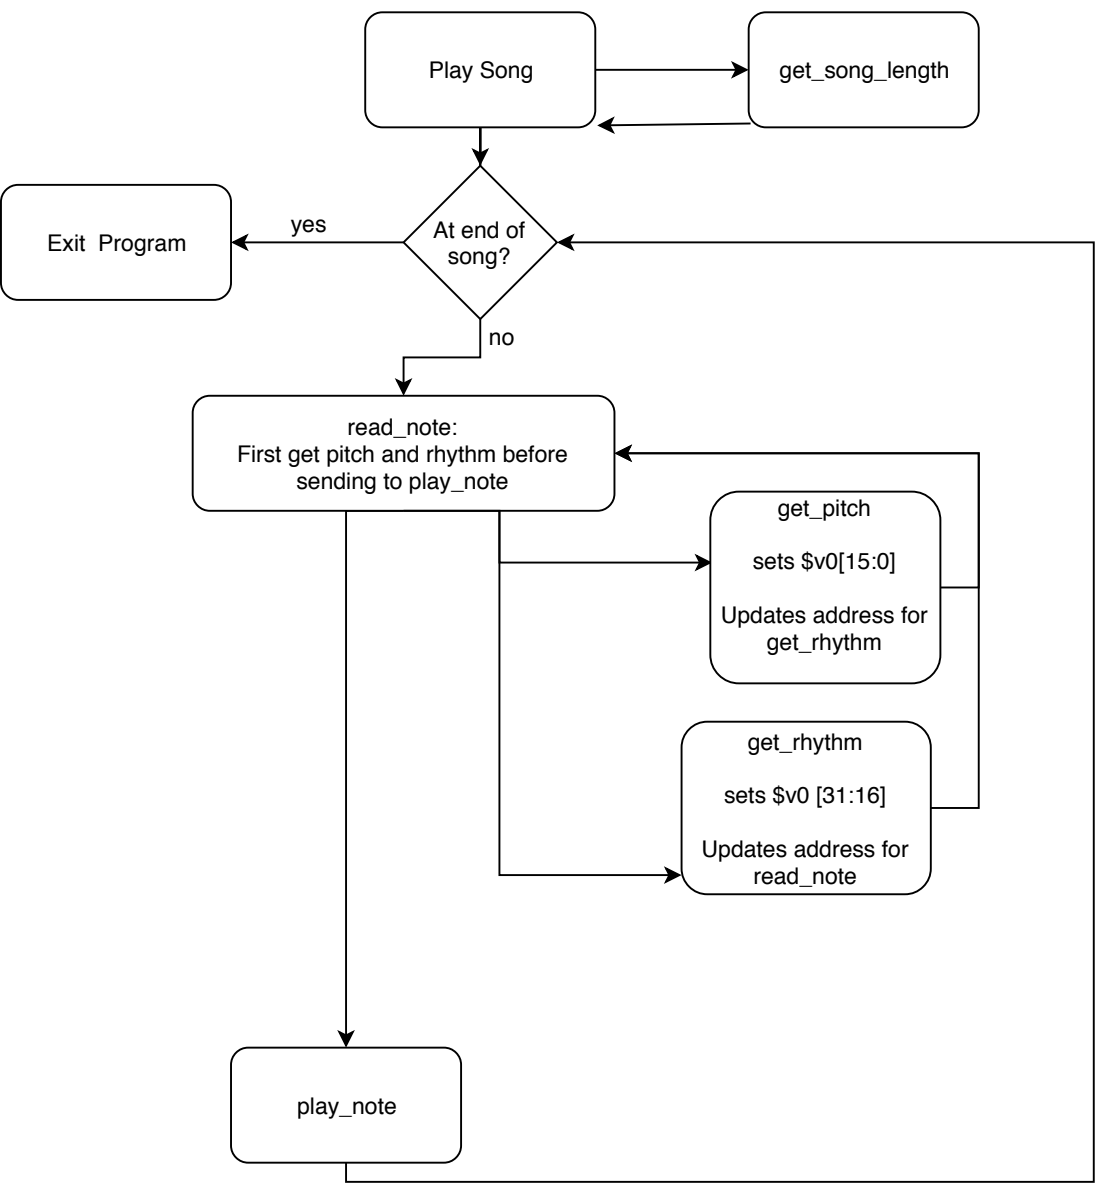 Play Song
get_song_length
Exit  Program
yes
At end of
song?
no
read_note:
First get pitch and rhythm before
sending to play_note
get_pitch
sets $v0[15:0]
Updates address for
get_rhythm
get_rhythm
sets $v0 [31:16]
Updates address for
read_note
play_note